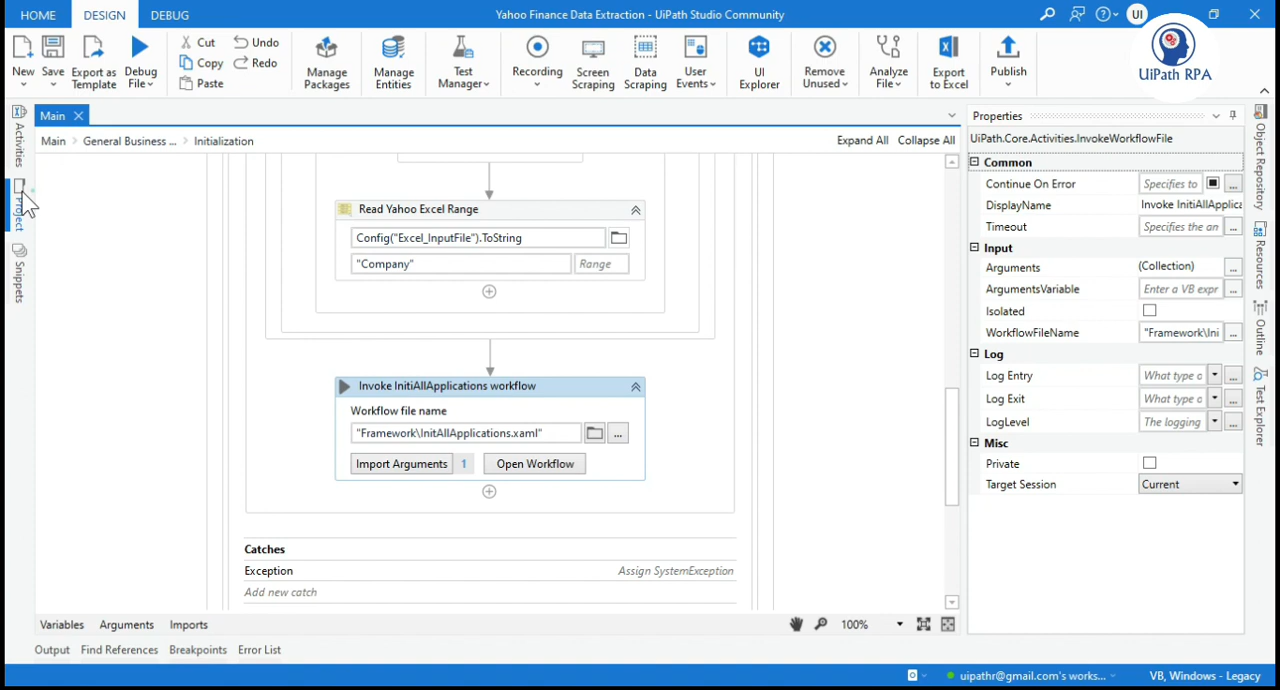 HOME DESIGN DEBUG Yahoo Finance Data Extraction - UiPath Studio Community UI
New Save Export as Template Debug File Cut Copy Paste Undo Redo Manage Packages Manage Entities Test Manager Recording Screen Scraping Data Scraping User Events UI Explorer Remove Unused Analyze File Export to Excel Publish
UiPath RPA
Main
Main > General Business ... > Initialization Expand All Collapse All
Activities
Project
Snippets
Read Yahoo Excel Range
Config("Excel_InputFile").ToString
"Company" Range
Invoke InitiAllApplications workflow
Workflow file name
"Framework\InitAllApplications.xaml" ...
Import Arguments 1 Open Workflow
Catches
Exception Assign SystemException
Add new catch
Variables Arguments Imports 100%
Output Find References Breakpoints Error List
Properties
UiPath.Core.Activities.InvokeWorkflowFile
Common
Continue On Error Specifies to ...
DisplayName Invoke InitiAllApplica
Timeout Specifies the an ...
Input
Arguments (Collection) ...
ArgumentsVariable Enter a VB expr ...
Isolated
WorkflowFileName "Framework\Ini ...
Log
Log Entry What type o ...
Log Exit What type o ...
LogLevel The logging ...
Misc
Private
Target Session Current
Object Repository
Resources
Outline
Test Explorer
uipathr@gmail.com's works... VB, Windows - Legacy